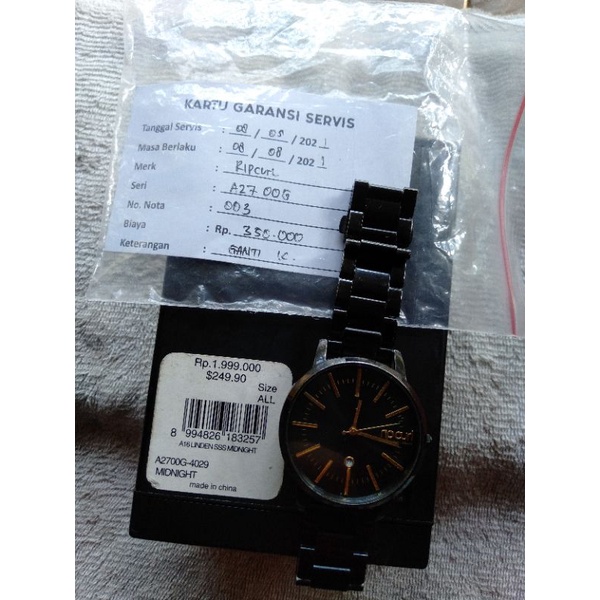 KARTU GARANSI SERVIS
Tanggal Servis : 08 / 05 / 2021
Masa Berlaku : 08 / 08 / 2021
Merk : RIPCURL
Seri : A2700G
No. Nota : 003
Biaya : Rp. 350.000
Keterangan : GANTI IC.
Rp.1.999.000
$249.90
Size
ALL
8 994826 183257
A16 LINDEN SSS MIDNIGHT
A2700G-4029
MIDNIGHT
made in china